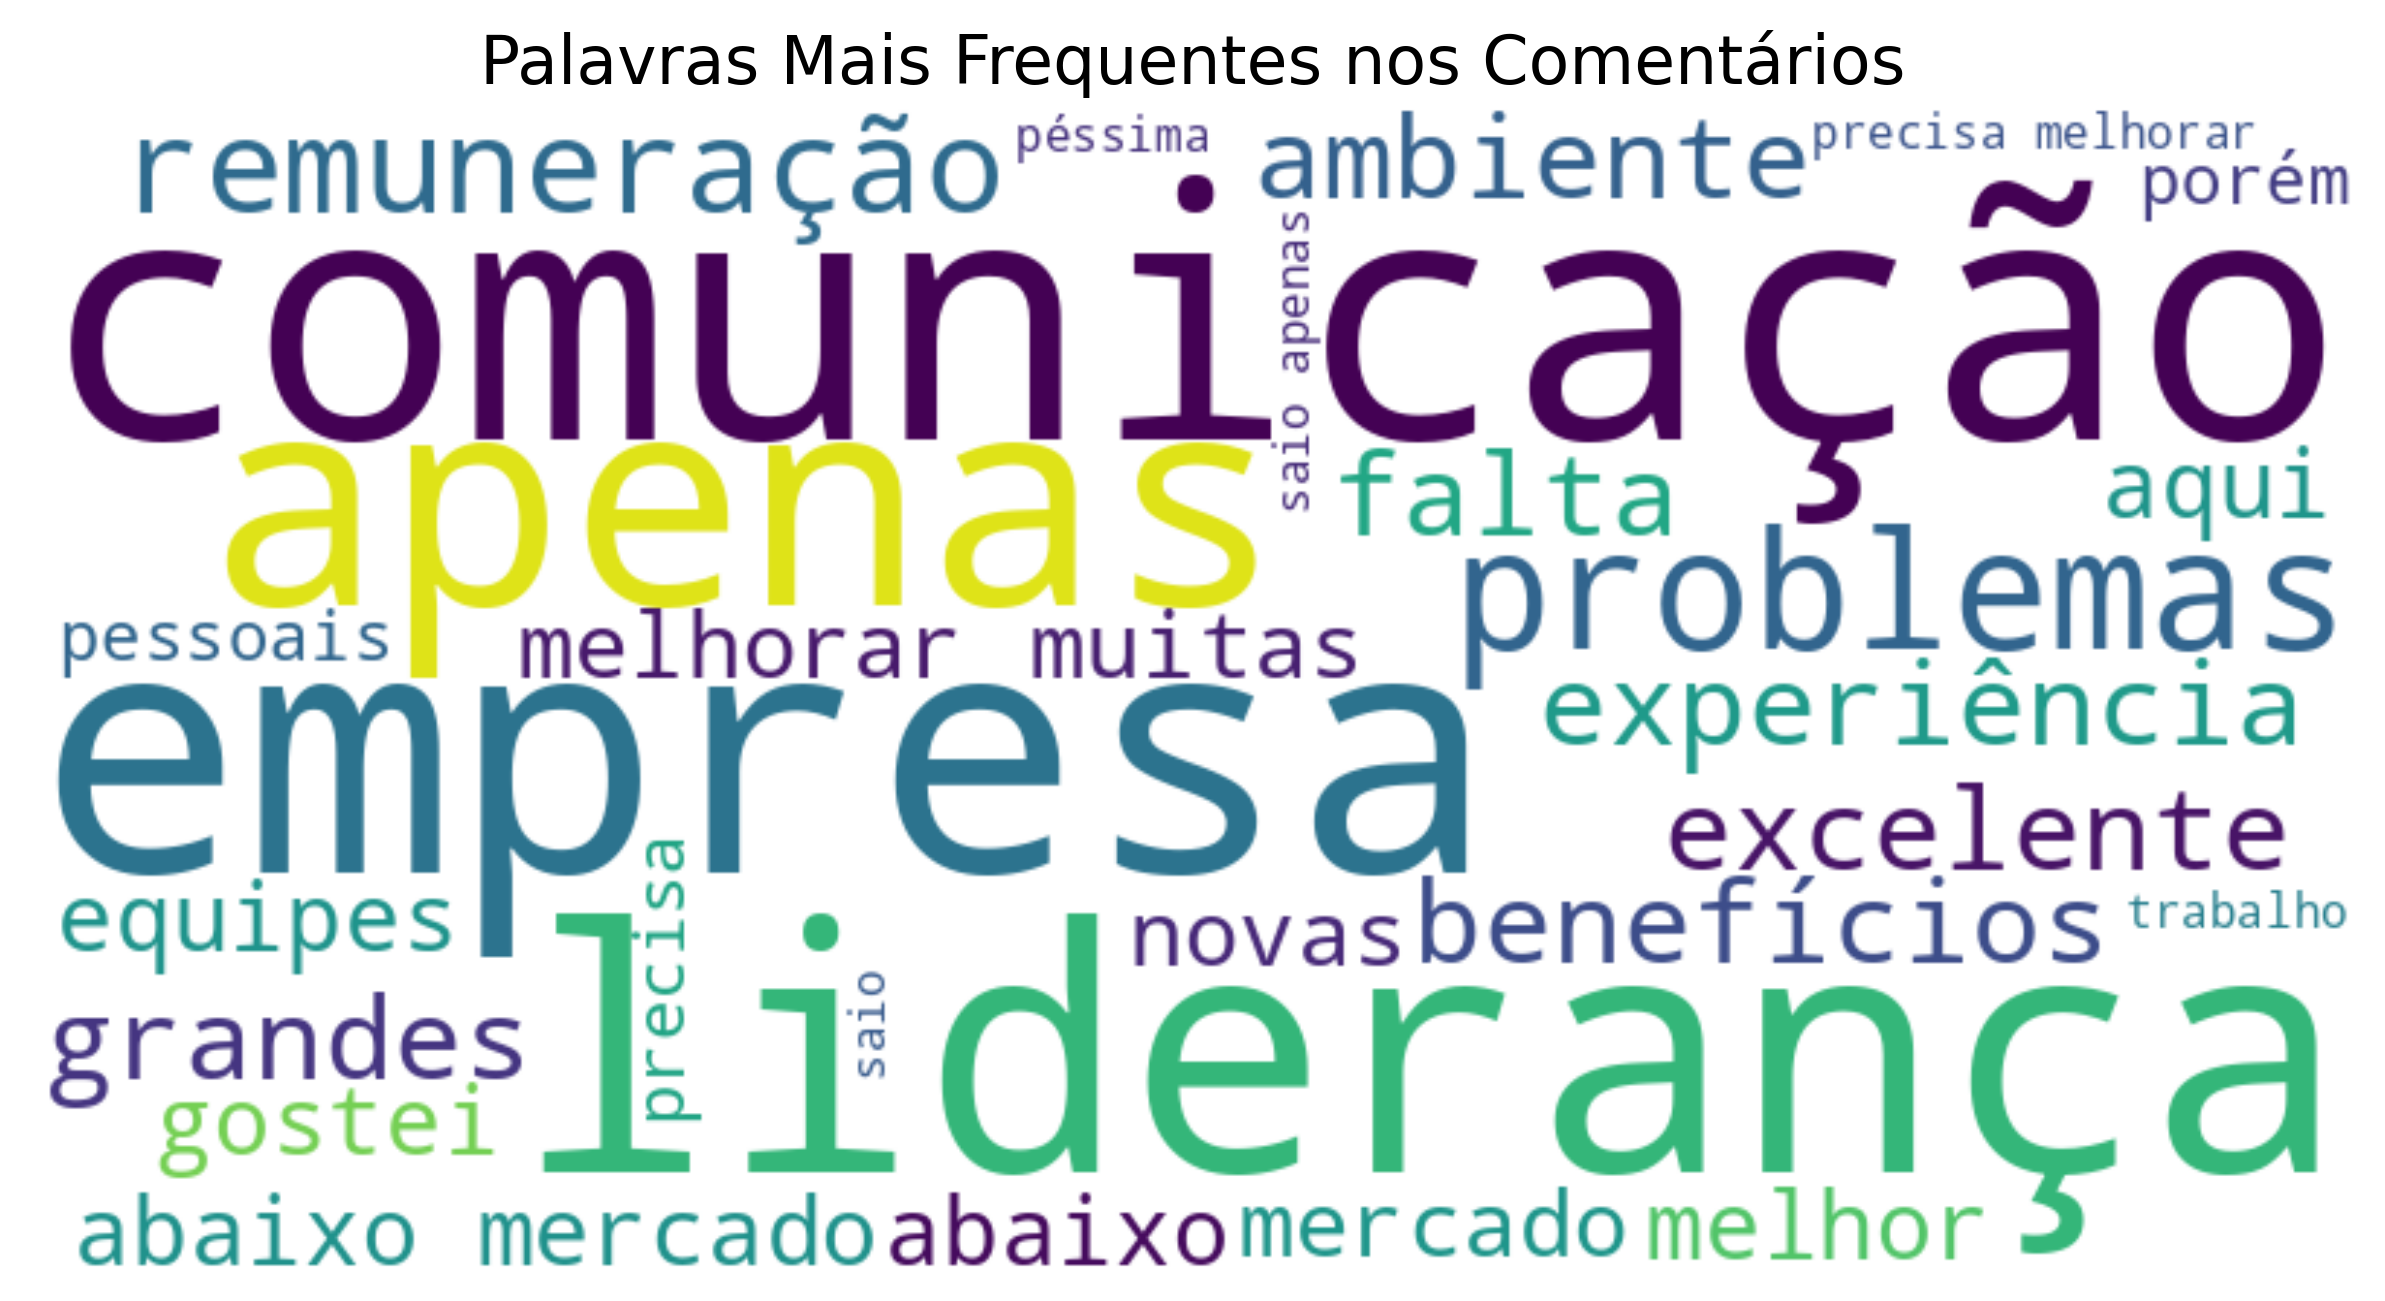 Palavras Mais Frequentes nos Comentários
remuneração
péssima
ambiente
precisa melhorar
porém
comunicação
saio apenas
apenas
falta
aqui
problemas
pessoais
melhorar muitas
empresa
experiência
excelente
precisa
equipes
novas
benefícios
trabalho
liderança
saio
grandes
gostei
abaixo mercado
abaixo
mercado
melhor